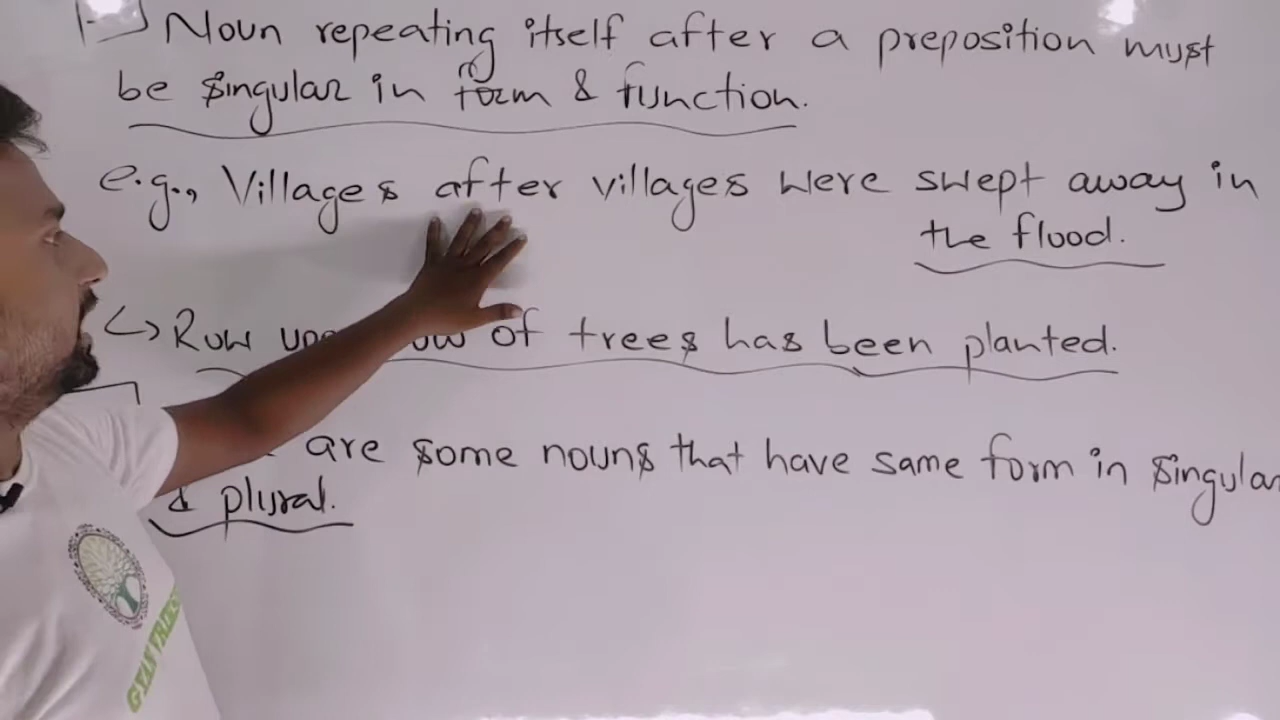 Noun repeating itself after a preposition must
be singular in form & function.
e.g., Villages after villages were swept away in
the flood.
↳ Row of trees has been planted.
are some nouns that have same form in singular
& plural.